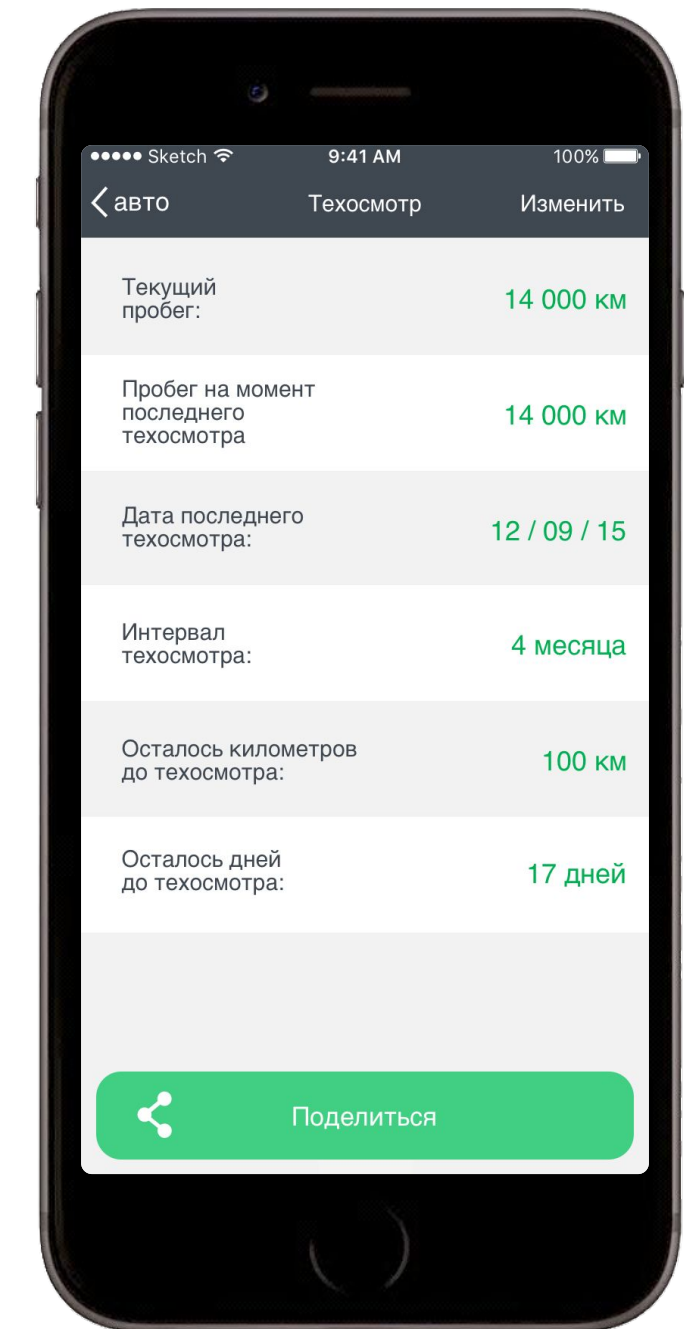 Sketch 9:41 AM 100%
авто Техосмотр Изменить
Текущий
пробег:
14 000 км
Пробег на момент
последнего
техосмотра
14 000 км
Дата последнего
техосмотра:
12 / 09 / 15
Интервал
техосмотра:
4 месяца
Осталось километров
до техосмотра:
100 км
Осталось дней
до техосмотра:
17 дней
Поделиться